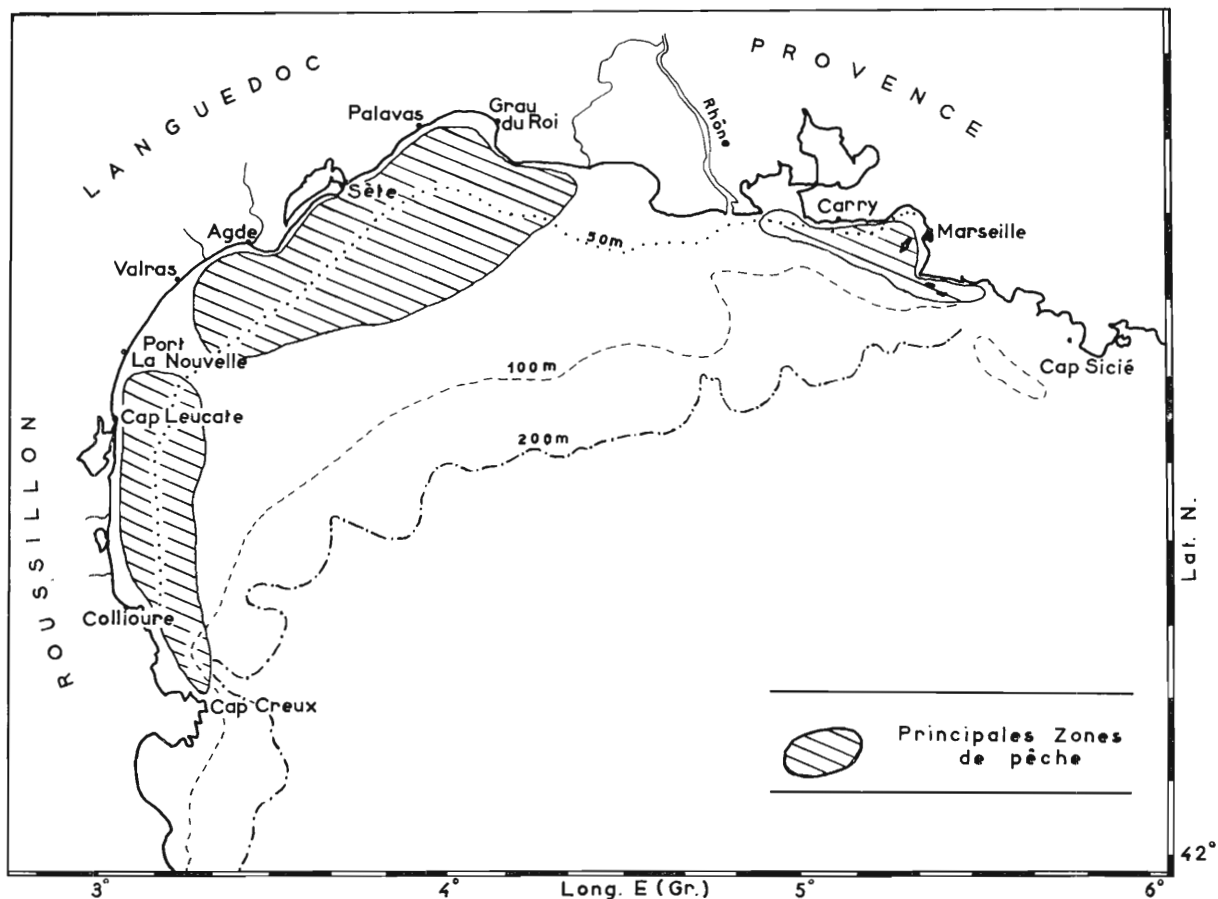 LANGUEDOC
PROVENCE
ROUSSILLON
Palavas
Grau
du Roi
Rhône
Sète
Agde
Valras
Port
La Nouvelle
Cap Leucate
Collioure
Cap Creux
Carry
Marseille
Cap Sicié
50m
100m
200m
Principales Zones
de pêche
Lat. N.
42°
3°
4°
Long. E (Gr.)
5°
6°